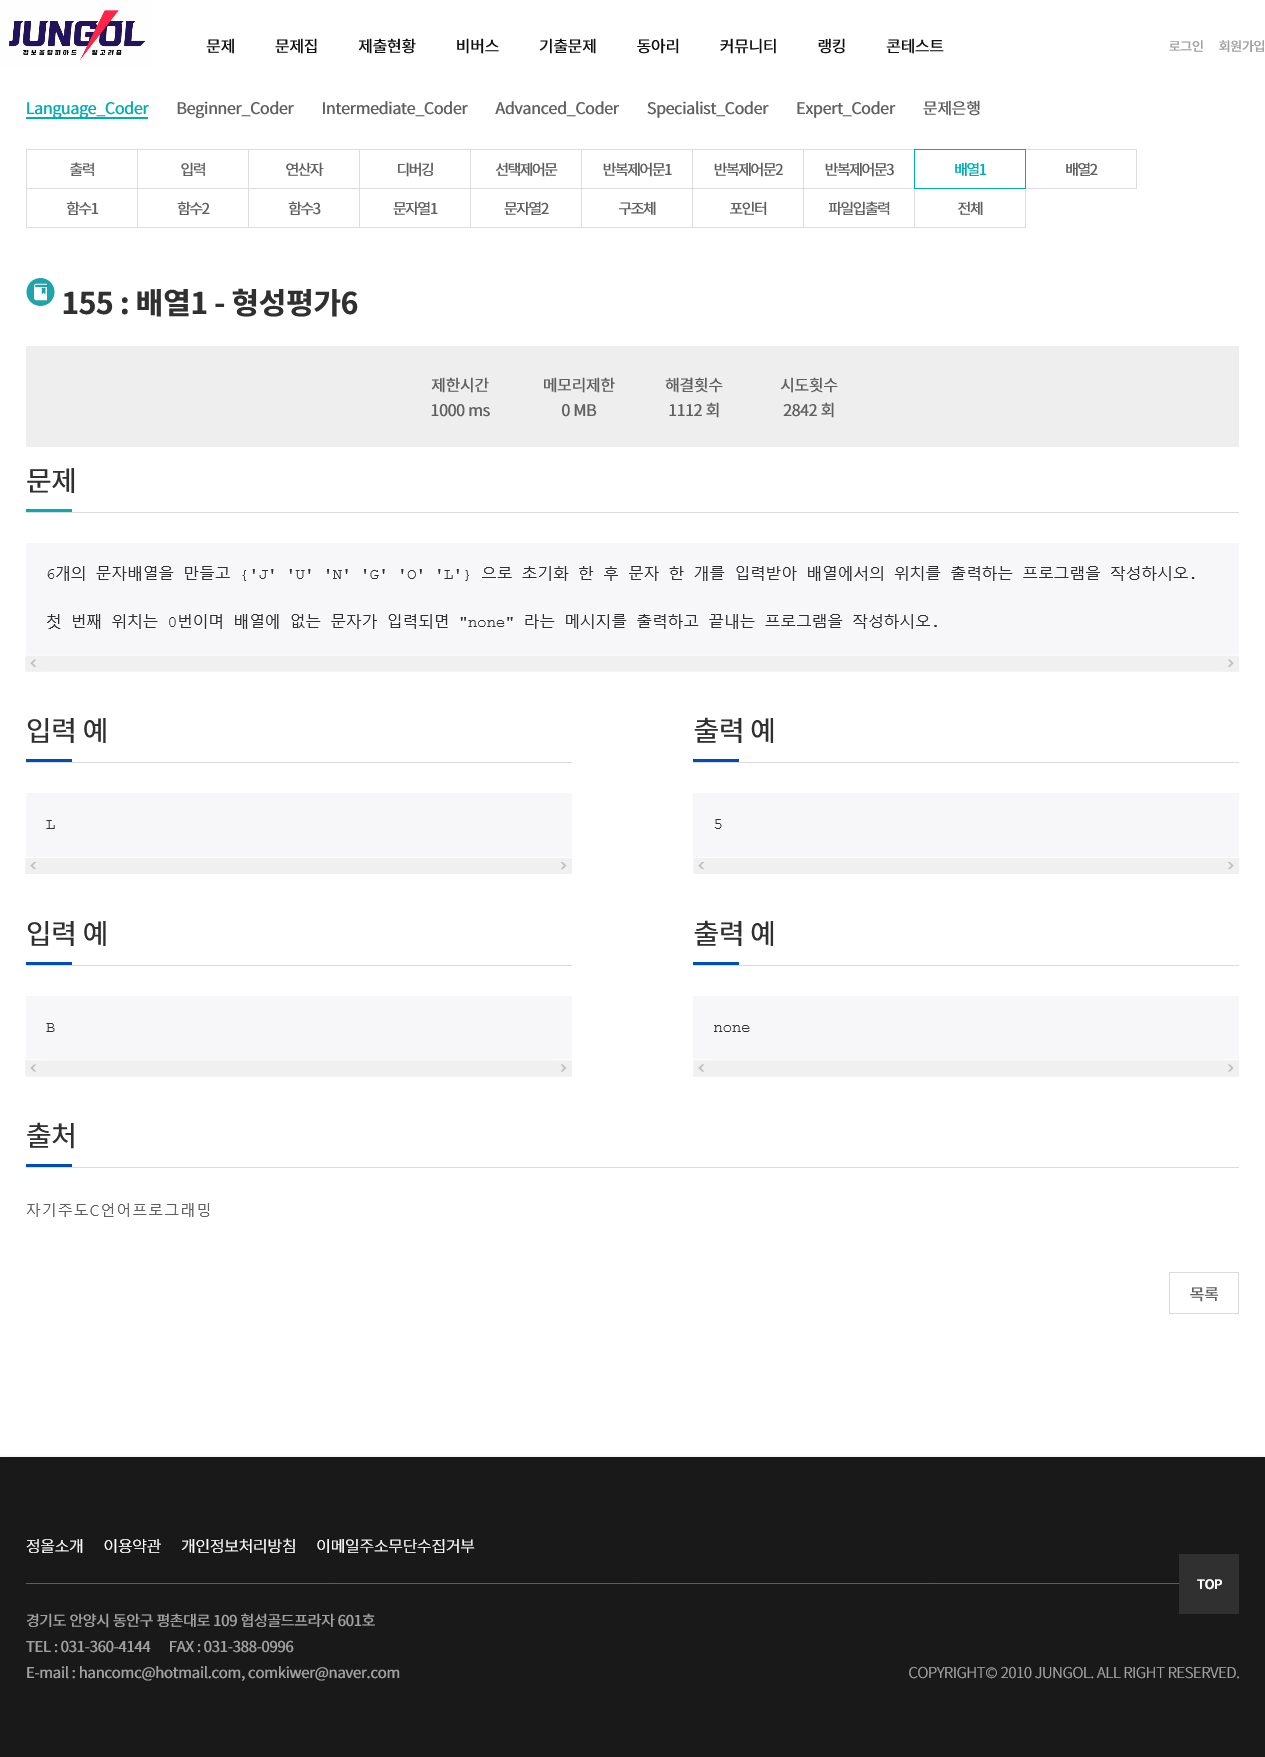 JUNGOL
정보올림피아드 알고리즘
문제 문제집 제출현황 비버스 기출문제 동아리 커뮤니티 랭킹 콘테스트 로그인 회원가입
Language_Coder Beginner_Coder Intermediate_Coder Advanced_Coder Specialist_Coder Expert_Coder 문제은행
출력 입력 연산자 디버깅 선택제어문 반복제어문1 반복제어문2 반복제어문3 배열1 배열2
함수1 함수2 함수3 문자열1 문자열2 구조체 포인터 파일입출력 전체
155 : 배열1 - 형성평가6
제한시간 메모리제한 해결횟수 시도횟수
1000 ms 0 MB 1112 회 2842 회
문제
6개의 문자배열을 만들고 {'J' 'U' 'N' 'G' 'O' 'L'} 으로 초기화 한 후 문자 한 개를 입력받아 배열에서의 위치를 출력하는 프로그램을 작성하시오.
첫 번째 위치는 0번이며 배열에 없는 문자가 입력되면 "none" 라는 메시지를 출력하고 끝내는 프로그램을 작성하시오.
입력 예 출력 예
L 5
입력 예 출력 예
B none
출처
자기주도C언어프로그래밍
목록
정올소개 이용약관 개인정보처리방침 이메일주소무단수집거부
TOP
경기도 안양시 동안구 평촌대로 109 협성골드프라자 601호
TEL : 031-360-4144 FAX : 031-388-0996
E-mail : hancomc@hotmail.com, comkiwer@naver.com COPYRIGHT© 2010 JUNGOL. ALL RIGHT RESERVED.